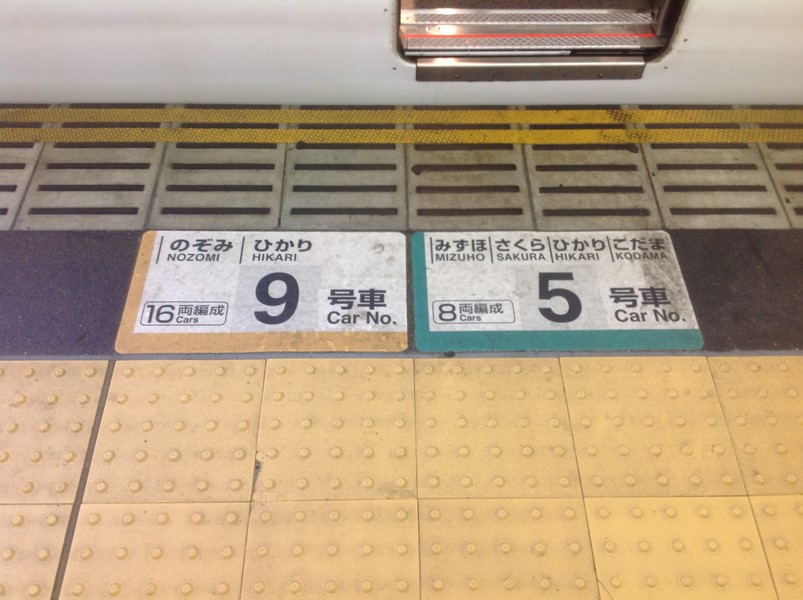 のぞみ ひかり
NOZOMI HIKARI
16両編成 9 号車
Cars Car No.
みずほ さくら ひかり こだま
MIZUHO SAKURA HIKARI KODAMA
8両編成 5 号車
Cars Car No.